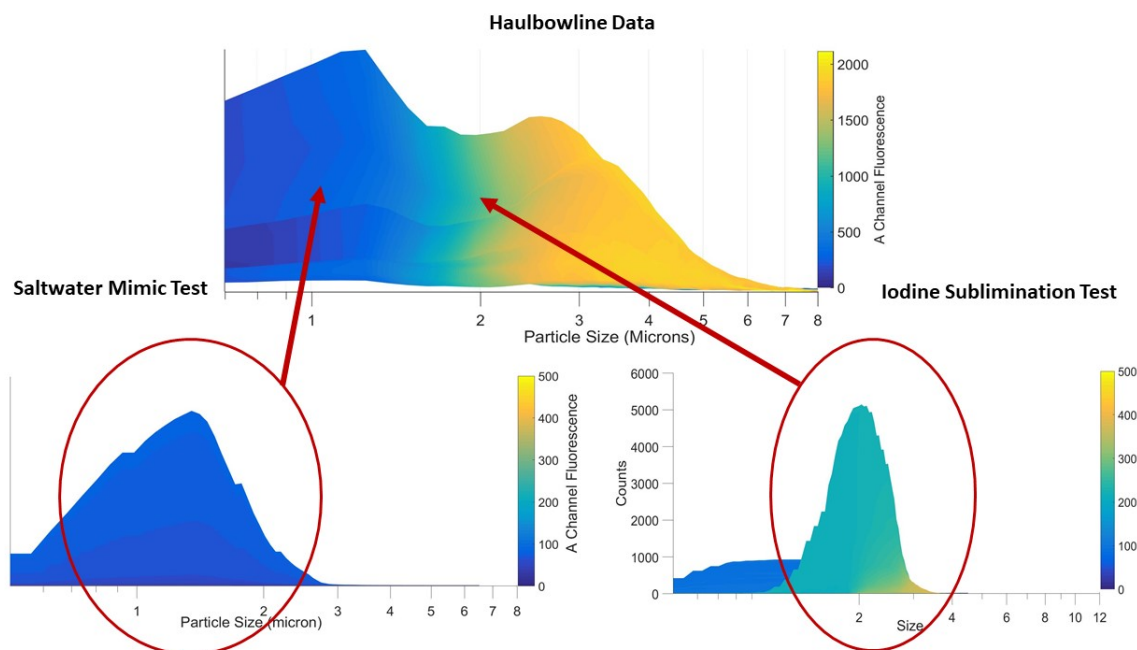 Haulbowline Data
2000
1500
1000
500
0
A Channel Fluorescence
1 2 3 4 5 6 7 8
Particle Size (Microns)
Saltwater Mimic Test
Iodine Sublimination Test
500
400
300
200
100
0
A Channel Fluorescence
1 2 3 4 5 6 7 8
Particle Size (micron)
6000
5000
4000
3000
2000
1000
0
Counts
2 4 6 8 10 12
Size
500
400
300
200
100
0